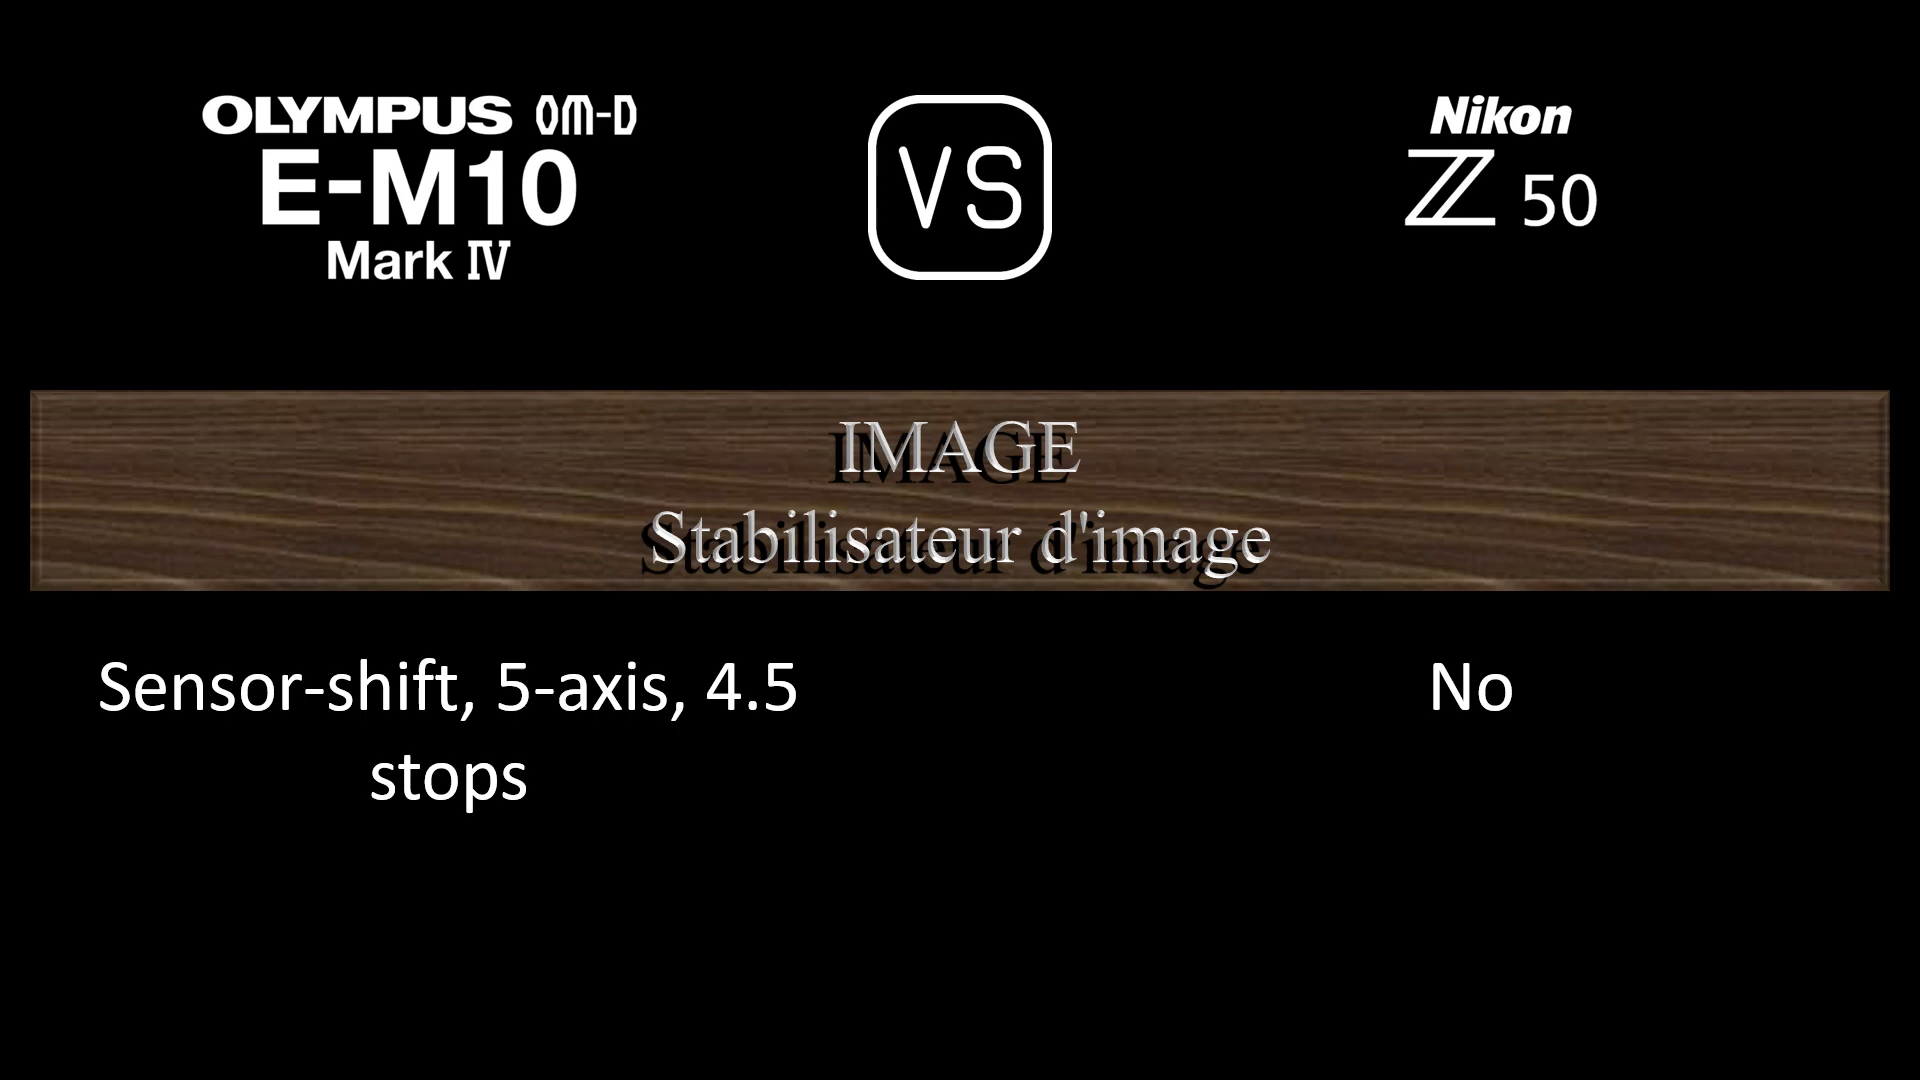 OLYMPUS OM-D
E-M10
Mark IV
VS
Nikon
Z 50
IMAGE
Stabilisateur d'image
Sensor-shift, 5-axis, 4.5
stops
No